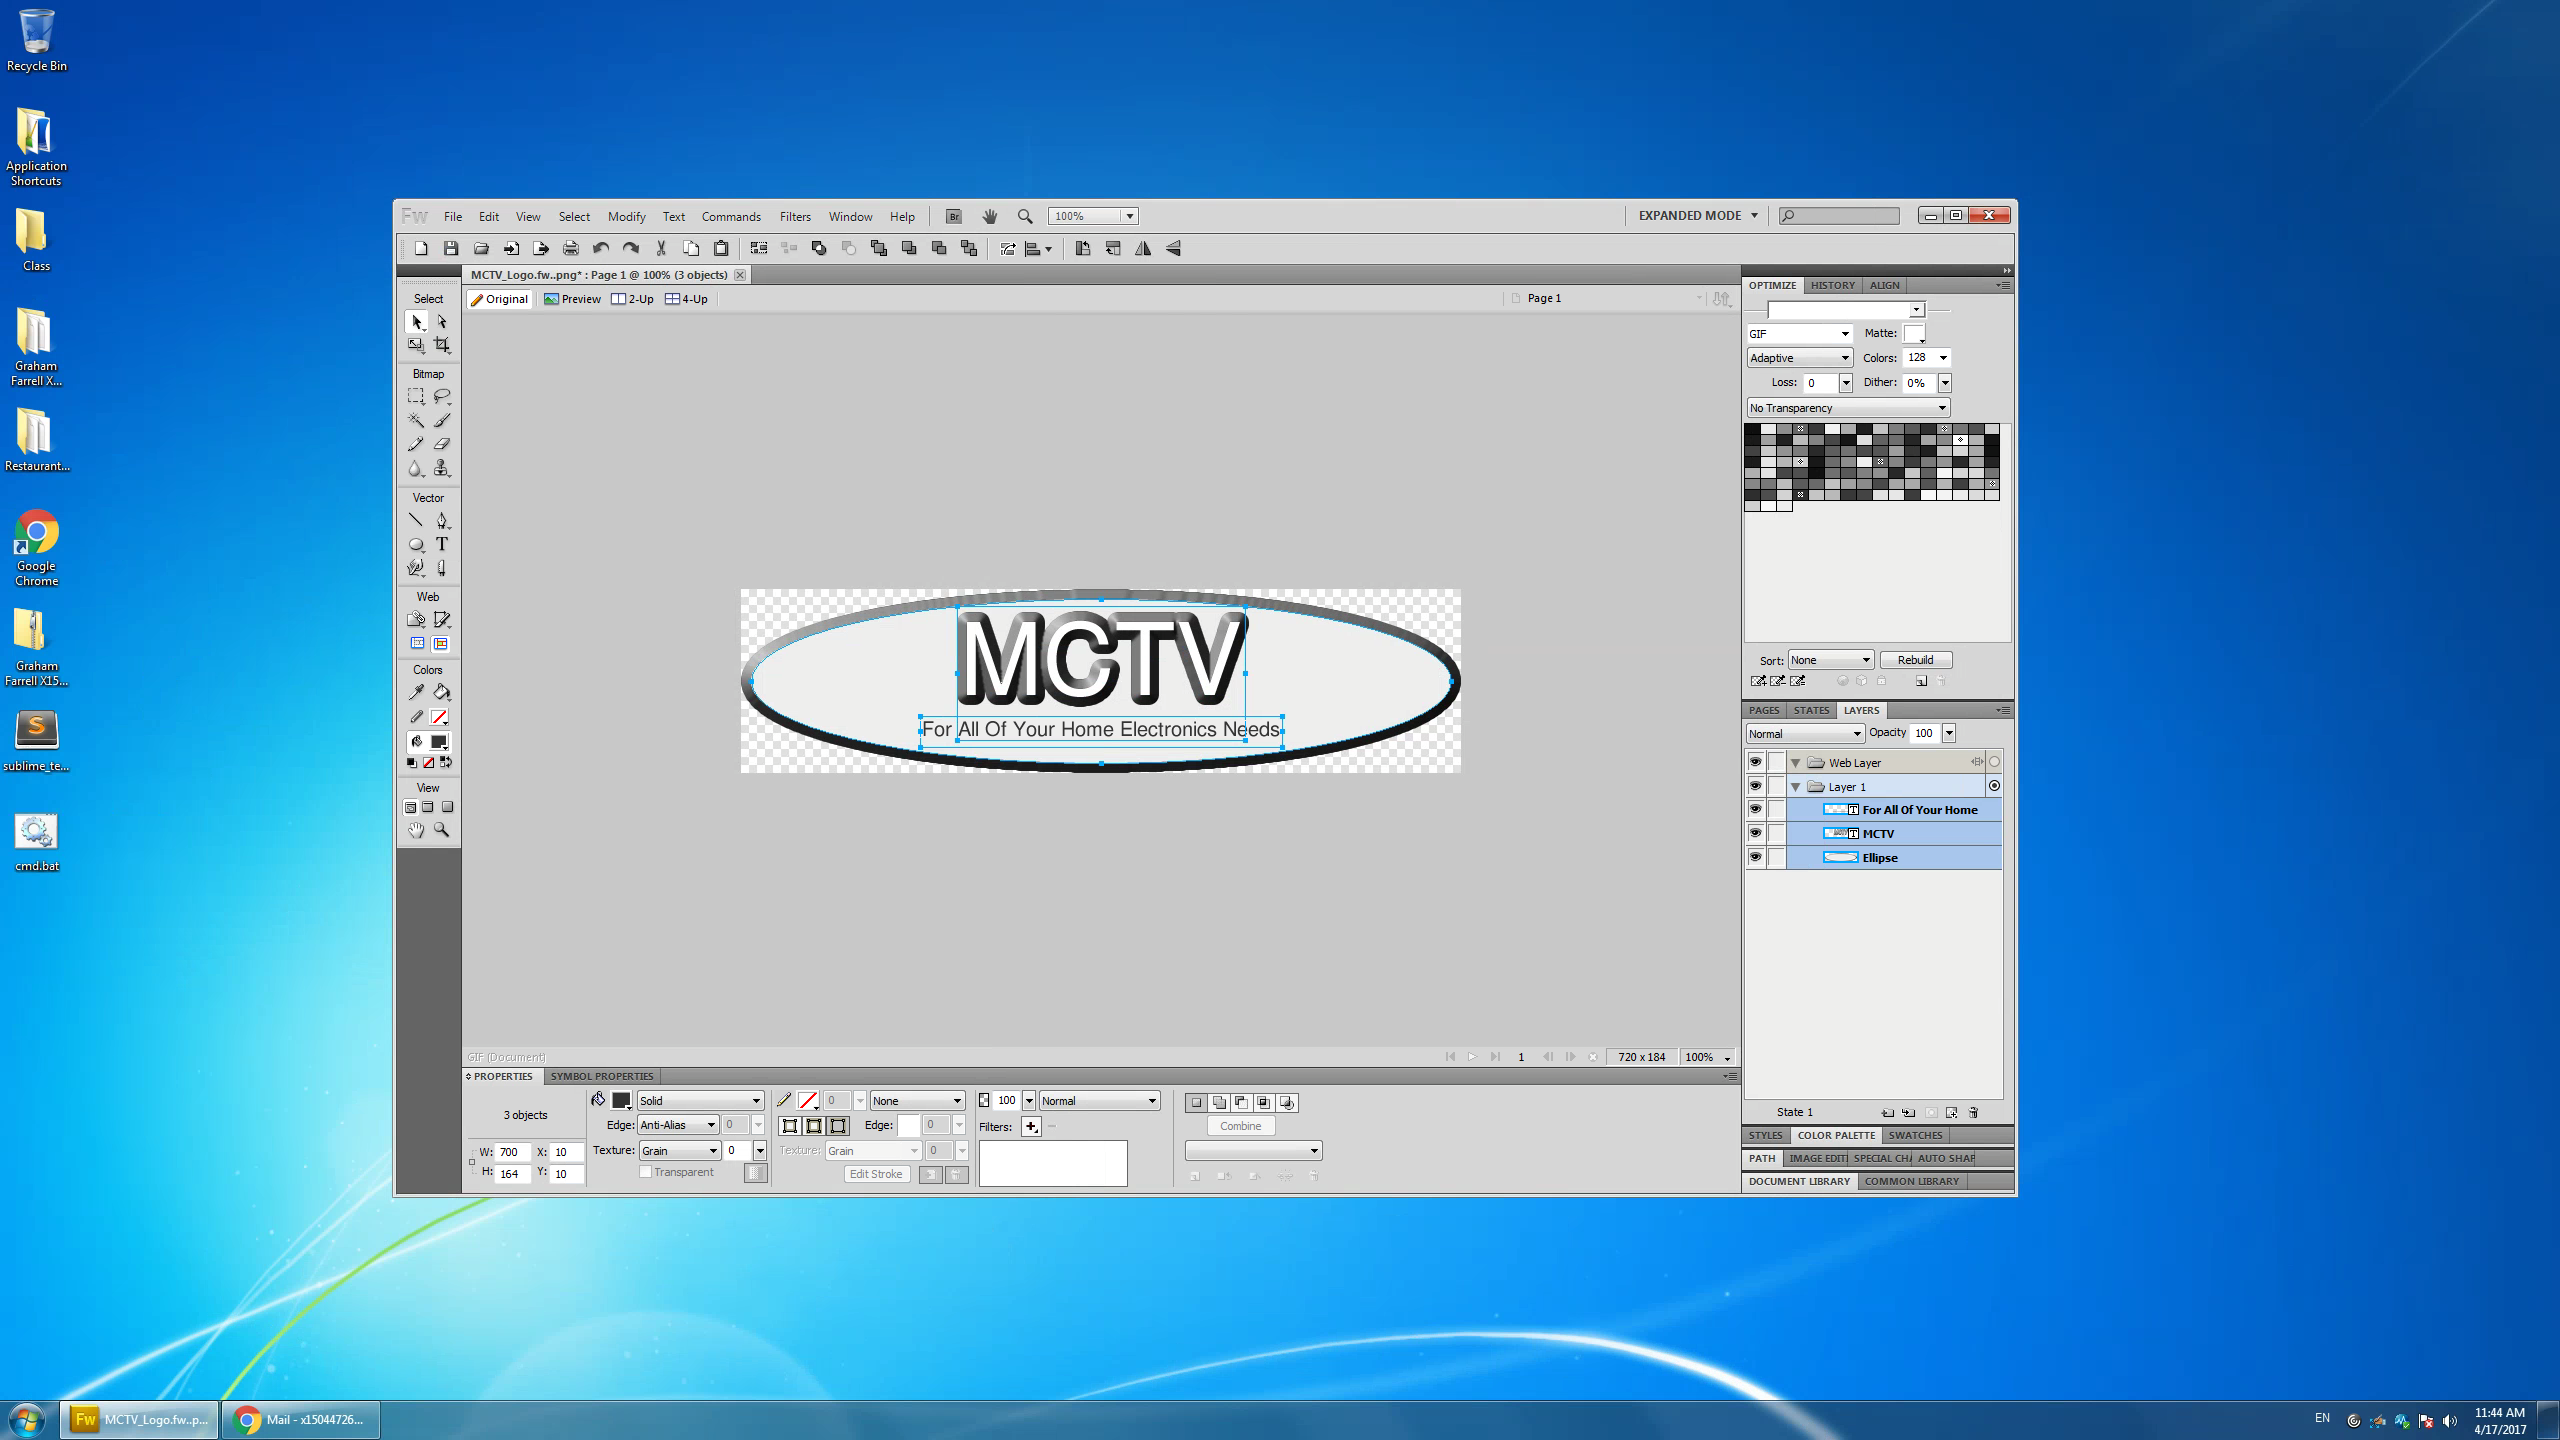 Recycle Bin
Application
Shortcuts
Class
Graham
Farrell X...
Restaurant...
Google
Chrome
Graham
Farrell X15...
sublime_te...
cmd.bat
Fw File Edit View Select Modify Text Commands Filters Window Help Br 100% EXPANDED MODE
MCTV_Logo.fw..png* : Page 1 @ 100% (3 objects)
Original Preview 2-Up 4-Up Page 1
Select
Bitmap
Vector
Web
Colors
View
MCTV
For All Of Your Home Electronics Needs
GIF (Document) 1 720 x 184 100%
OPTIMIZE HISTORY ALIGN
GIF Matte:
Adaptive Colors: 128
Loss: 0 Dither: 0%
No Transparency
Sort: None Rebuild
PAGES STATES LAYERS
Normal Opacity 100
Web Layer
Layer 1
For All Of Your Home
MCTV
Ellipse
State 1
STYLES COLOR PALETTE SWATCHES
PATH IMAGE EDITI SPECIAL CHA AUTO SHAP
DOCUMENT LIBRARY COMMON LIBRARY
PROPERTIES SYMBOL PROPERTIES
3 objects
W: 700 X: 10
H: 164 Y: 10
Solid
Edge: Anti-Alias 0
Texture: Grain 0
Transparent
0 None
Edge: 0
Texture: Grain 0
Edit Stroke
100 Normal
Filters:
Combine
Fw MCTV_Logo.fw..p... Mail - x15044726... EN 11:44 AM
4/17/2017